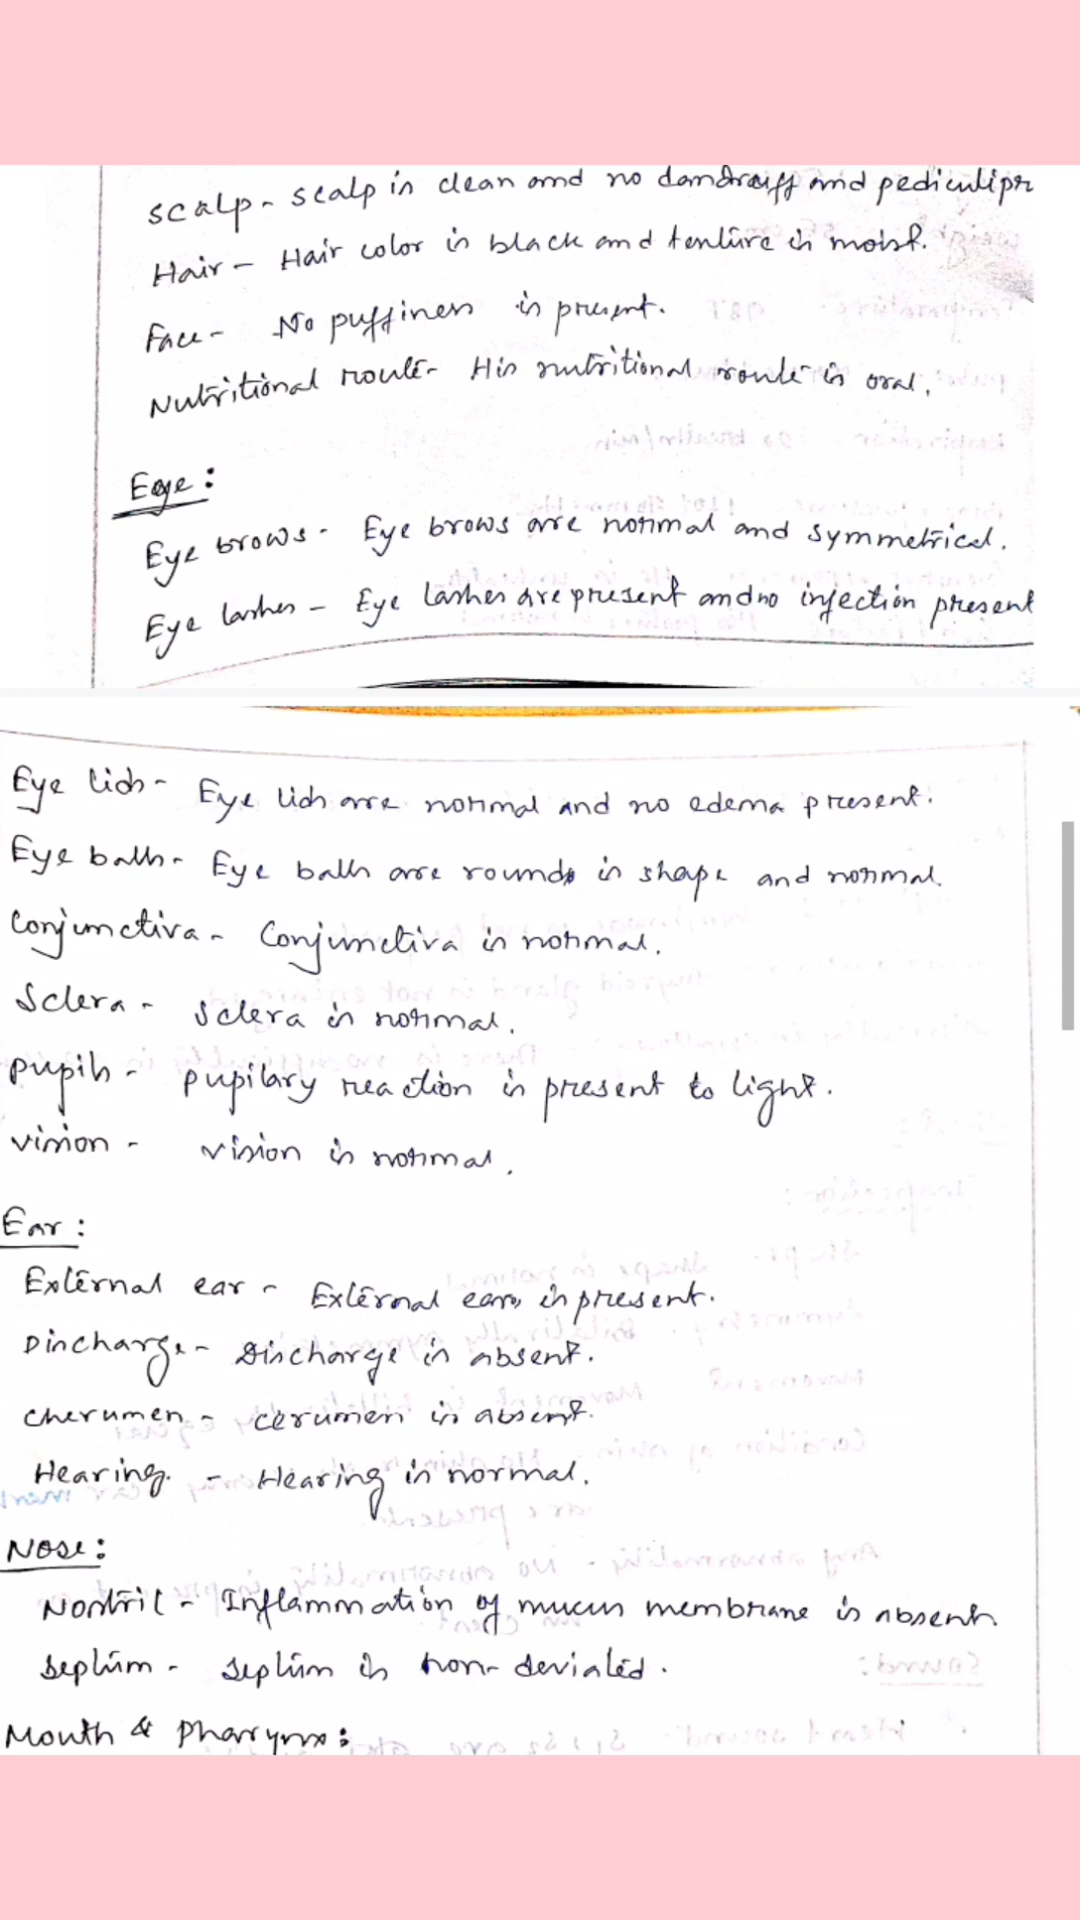 scalp - scalp is clean and no dandruff and pediculi pr
Hair - Hair color is black and texture is moist.
Face - No puffiness is present.
Nutritional route - His nutritional route is oral.
Eye :
Eye brows - Eye brows are normal and symmetrical.
Eye lashes - Eye lashes are present and no injection present
Eye lids - Eye lids are normal and no edema present.
Eye balls - Eye balls are rounds in shape and normal.
Conjunctiva - Conjunctiva is normal.
Sclera - Sclera is normal.
Pupils - pupilary reaction is present to light.
vision - vision is normal.
Ear :
External ear - External ears is present.
Discharge - Discharge is absent.
Cherumen - cerumen is absent.
Hearing. - Hearing is normal.
Nose :
Nostril - Inflammation of mucus membrane is absent.
Septum - Septum is non-deviated.
Mouth & Pharynx :